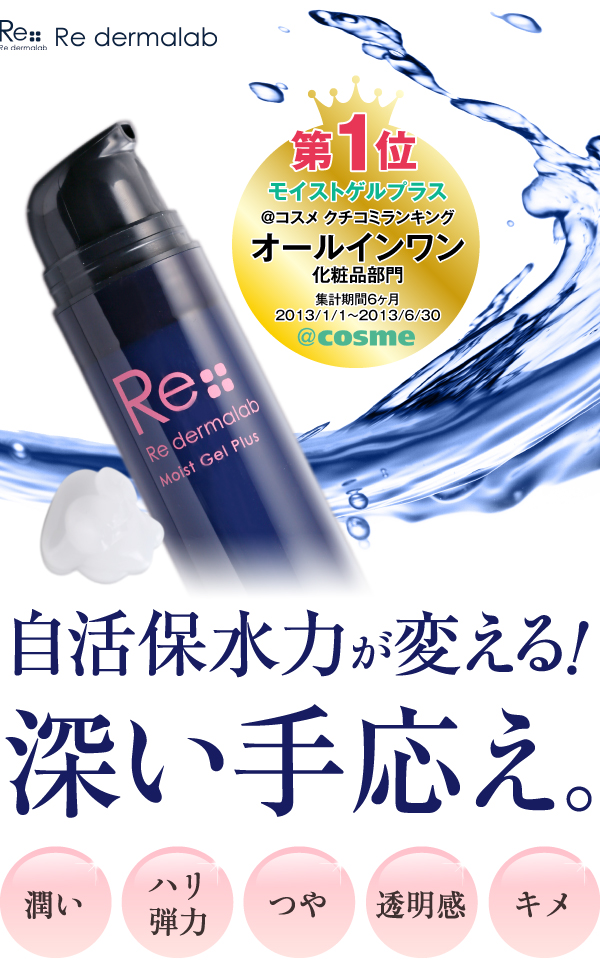 Re
Re dermalab
Re dermalab
第1位
モイストゲルプラス
@コスメ クチコミランキング
オールインワン
化粧品部門
集計期間6ヶ月
2013/1/1～2013/6/30
@cosme
Re
Re dermalab
Moist Gel Plus
自活保水力が変える!
深い手応え。
潤い
ハリ
弾力
つや
透明感
キメ